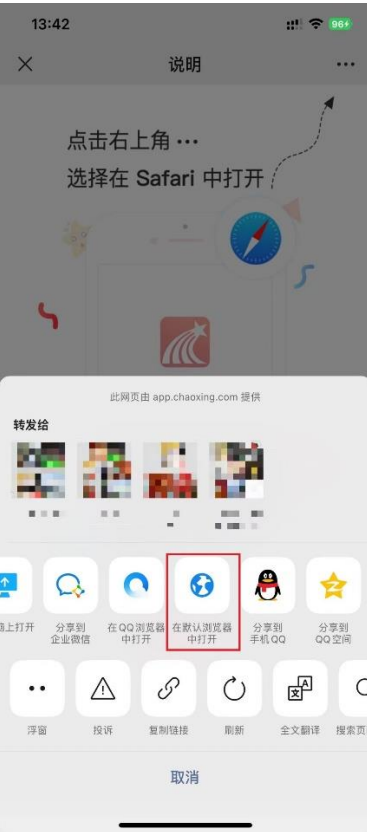 13:42
96
说明
点击右上角 •••
选择在 Safari 中打开
此网页由 app.chaoxing.com 提供
转发给
脑上打开
分享到
企业微信
在QQ浏览器
中打开
在默认浏览器
中打开
分享到
手机QQ
分享到
QQ空间
浮窗
投诉
复制链接
刷新
全文翻译
搜索页
取消